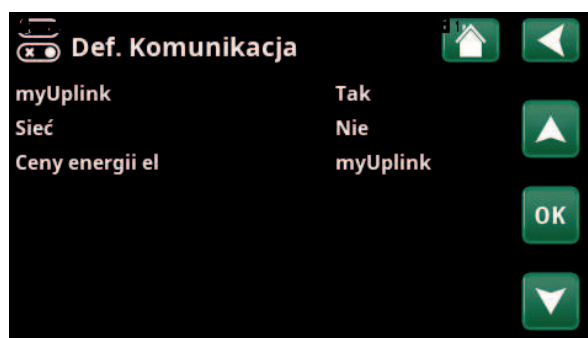 Def. Komunikacja
myUplink Tak
Sieć Nie
Ceny energii el myUplink
OK